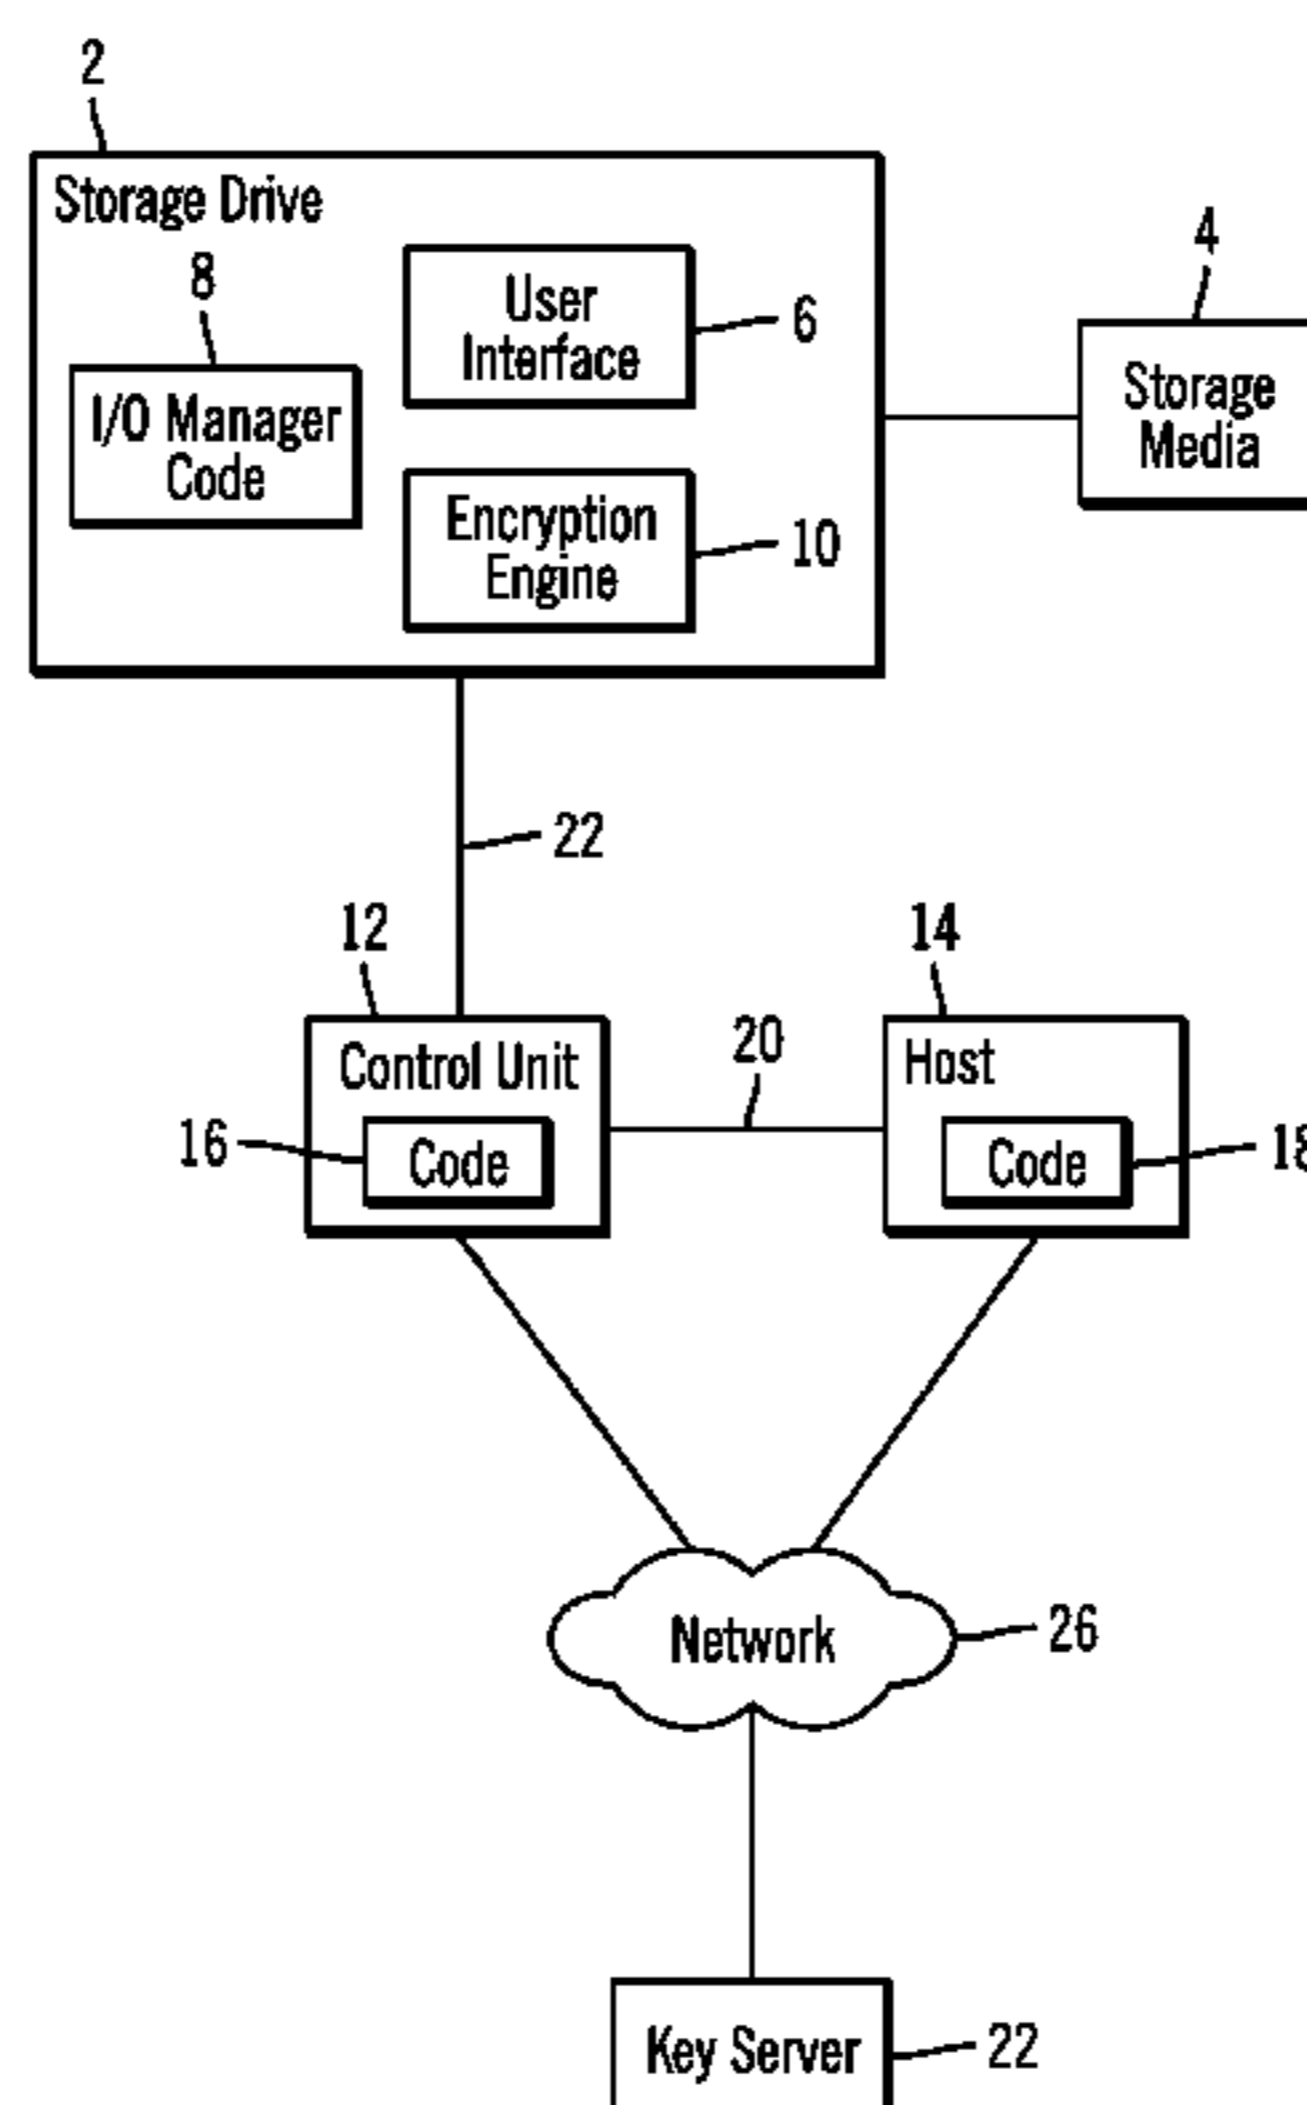 2
Storage Drive
4
8
User
Interface
6
Storage
Media
I/O Manager
Code
Encryption
Engine
10
22
12
14
20
Control Unit
Host
16
Code
Code
18
Network
26
Key Server
22